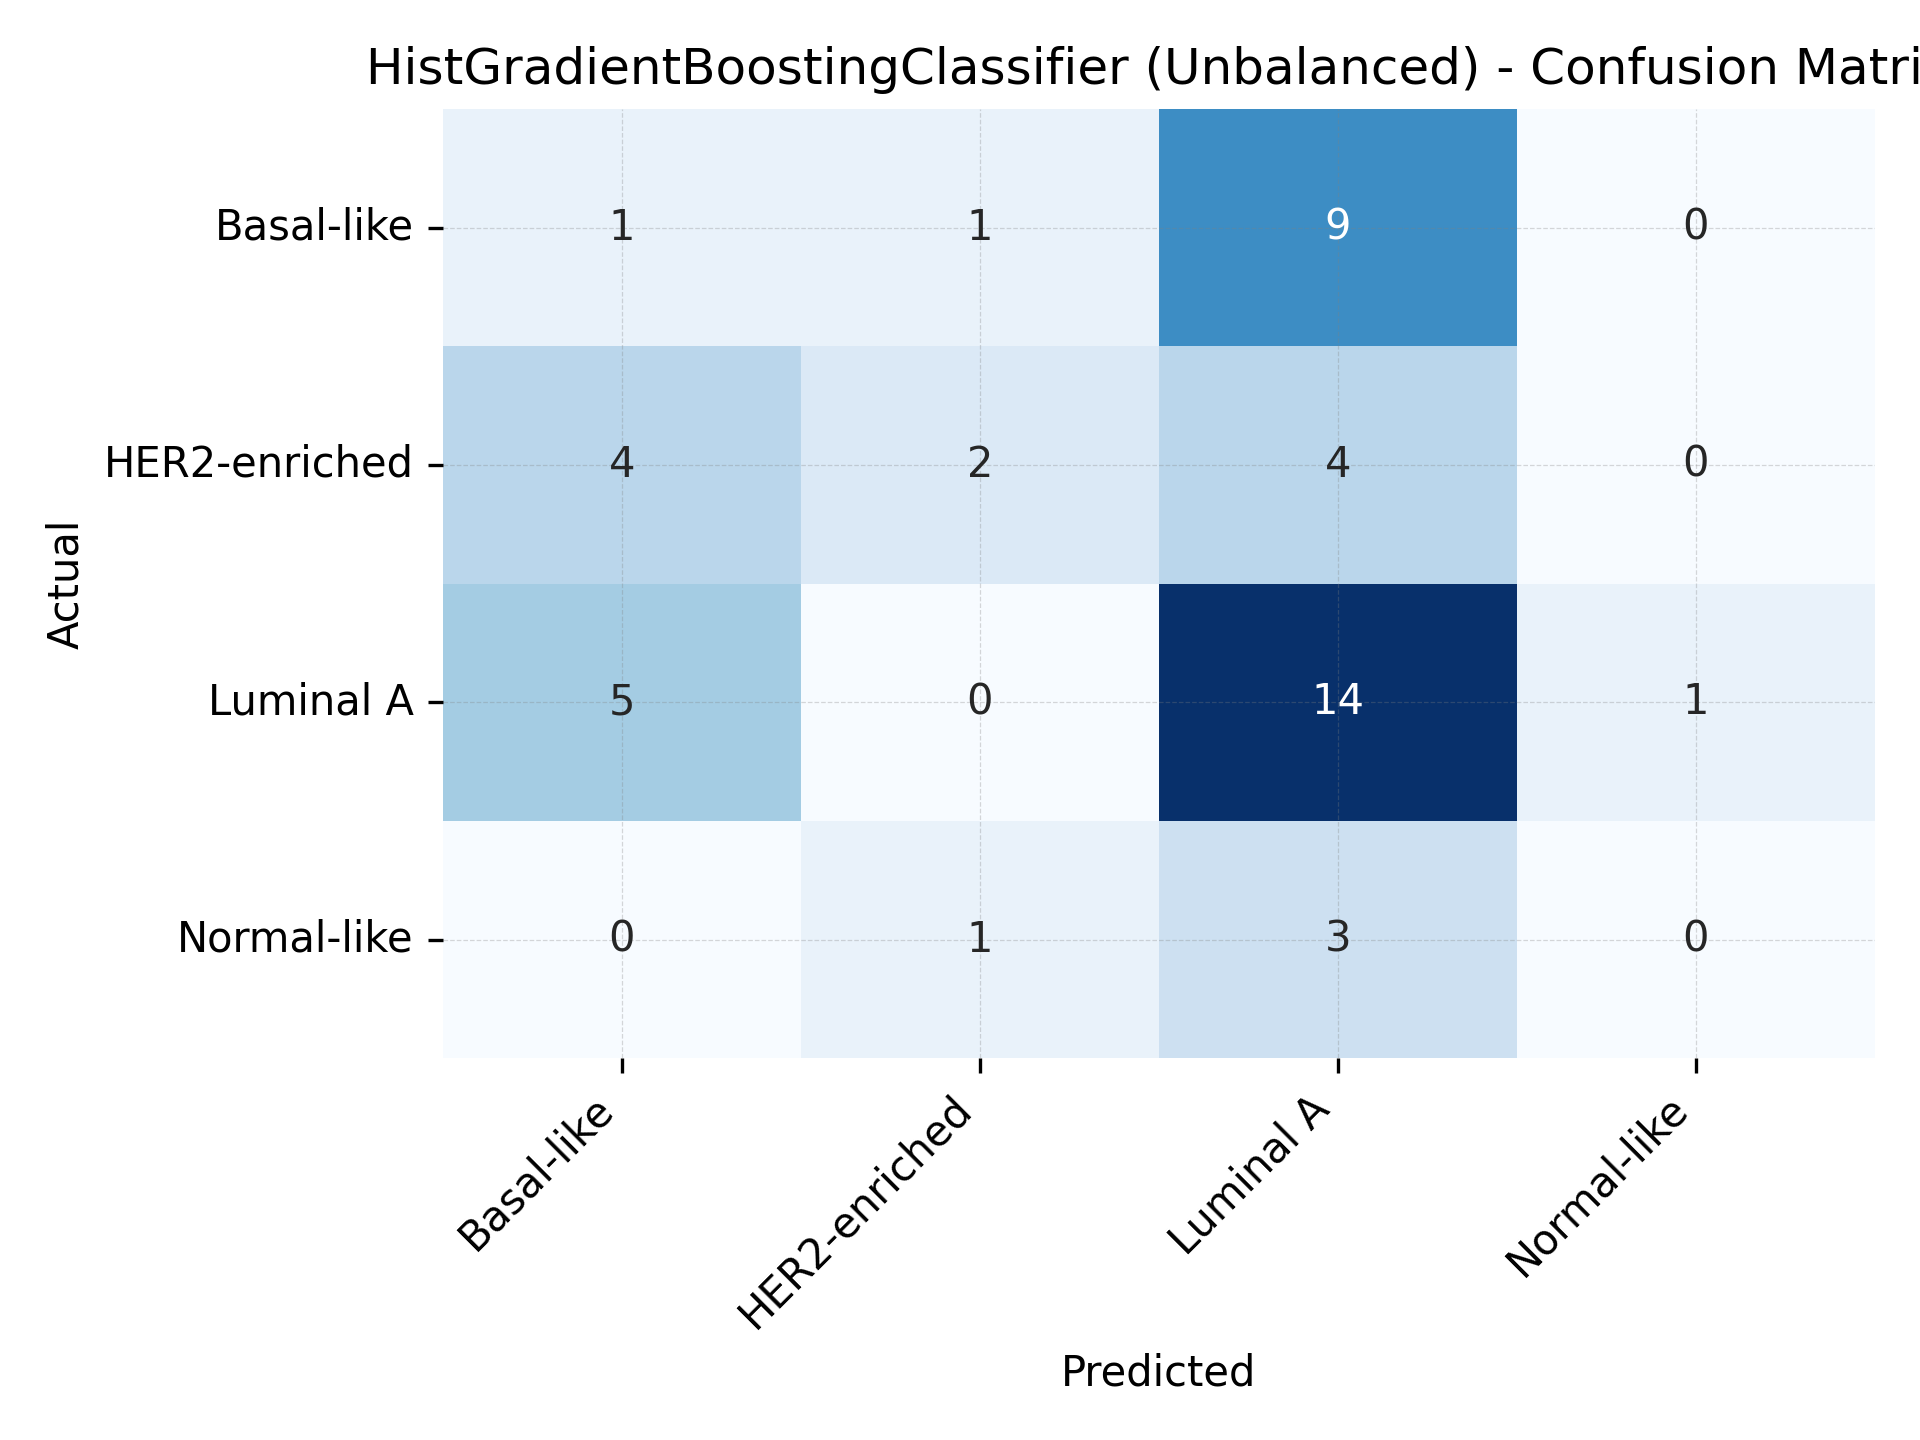 HistGradientBoostingClassifier (Unbalanced) - Confusion Matri
Basal-like 1 1 9 0
HER2-enriched 4 2 4 0
Actual
Luminal A 5 0 14 1
Normal-like 0 1 3 0
Basal-like HER2-enriched Luminal A Normal-like
Predicted